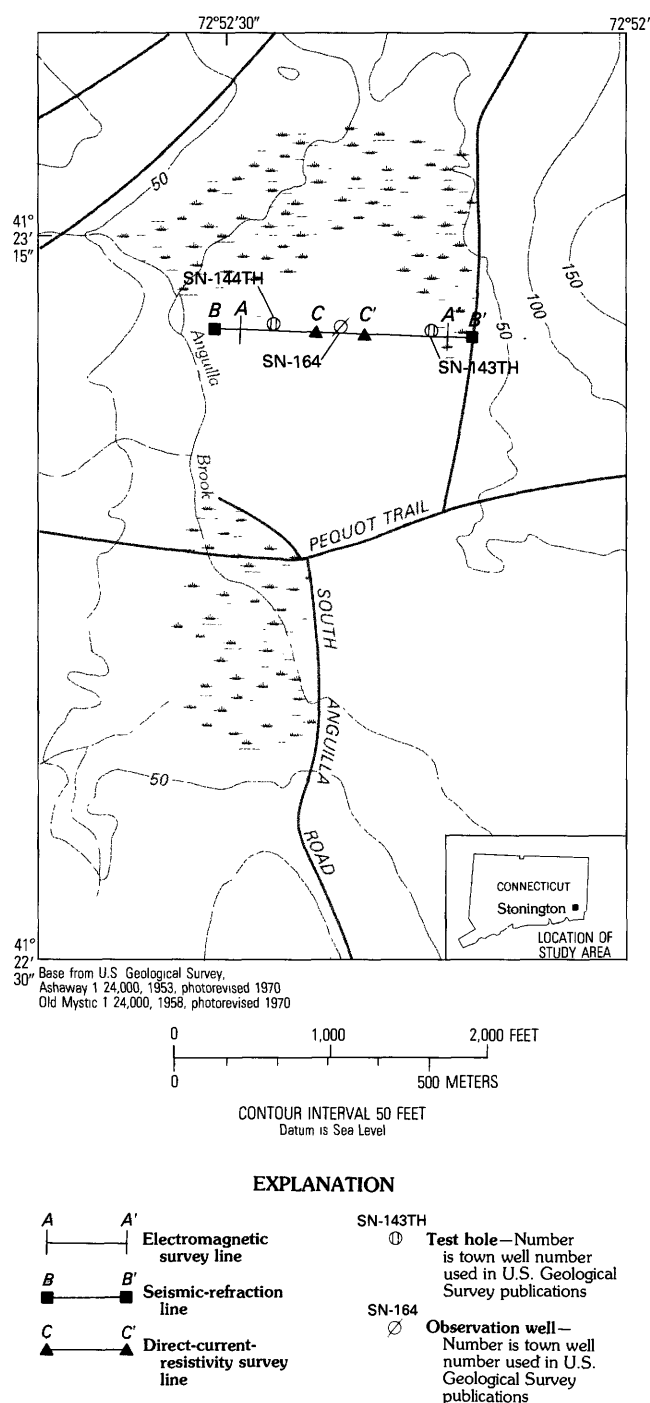 72°52'30"
72°52'
50
41°
23'
15"
150
100
50
SN-144TH
B
A
C
C'
A"
B'
SN-164
SN-143TH
Anguilla
Brook
PEQUOT TRAIL
SOUTH
ANGUILLA
ROAD
50
CONNECTICUT
Stonington
LOCATION OF
STUDY AREA
41°
22'
30"
Base from U.S Geological Survey,
Ashaway 1 24,000, 1953, photorevised 1970
Old Mystic 1 24,000, 1958, photorevised 1970
0 1,000 2,000 FEET
0 500 METERS
CONTOUR INTERVAL 50 FEET
Datum is Sea Level
EXPLANATION
A A'
Electromagnetic
survey line
B B'
Seismic-refraction
line
C C'
Direct-current-
resistivity survey
line
SN-143TH
Test hole—Number
is town well number
used in U.S. Geological
Survey publications
SN-164
Observation well—
Number is town well
number used in U.S.
Geological Survey
publications